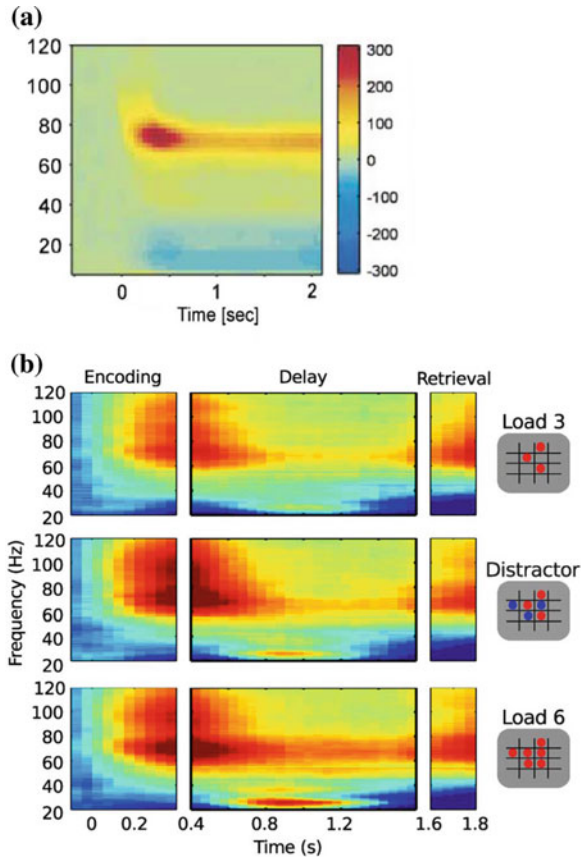 (a)
120
100
80
60
40
20
0 1 2
Time [sec]
300
200
100
0
-100
-200
-300
(b)
Encoding Delay Retrieval
120
100
80
60
40
20
Load 3
120
100
80
60
40
20
Distractor
120
100
80
60
40
20
Load 6
Frequency (Hz)
0 0.2 0.4 0.8 1.2 1.6 1.8
Time (s)